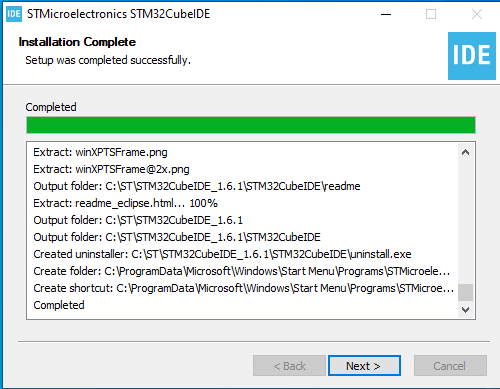 IDE STMicroelectronics STM32CubeIDE
Installation Complete
Setup was completed successfully.
IDE
Completed
Extract: winXPTSFrame.png
Extract: winXPTSFrame@2x.png
Output folder: C:\ST\STM32CubeIDE_1.6.1\STM32CubeIDE\readme
Extract: readme_eclipse.html... 100%
Output folder: C:\ST\STM32CubeIDE_1.6.1
Output folder: C:\ST\STM32CubeIDE_1.6.1\STM32CubeIDE
Created uninstaller: C:\ST\STM32CubeIDE_1.6.1\STM32CubeIDE\uninstall.exe
Create folder: C:\ProgramData\Microsoft\Windows\Start Menu\Programs\STMicroele...
Create shortcut: C:\ProgramData\Microsoft\Windows\Start Menu\Programs\STMicroe...
Completed
< Back Next > Cancel